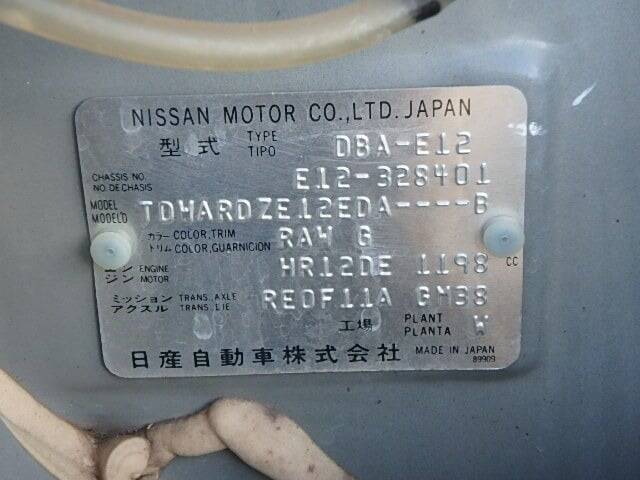 NISSAN MOTOR CO.,LTD. JAPAN
型式 TYPE TIPO DBA-E12
CHASSIS NO. NO. DE CHASIS E12-328401
MODEL MODELO TDWARDZE12EDA----B
カラー COLOR,TRIM トリム COLOR,GUARNICION RAY G
ジン ENGINE MOTOR HR12DE 1198 CC
ミッション TRANS. AXLE アクスル TRANS. EJE RE0F11A GM38
工場 PLANT PLANTA W
日産自動車株式会社 MADE IN JAPAN
89909